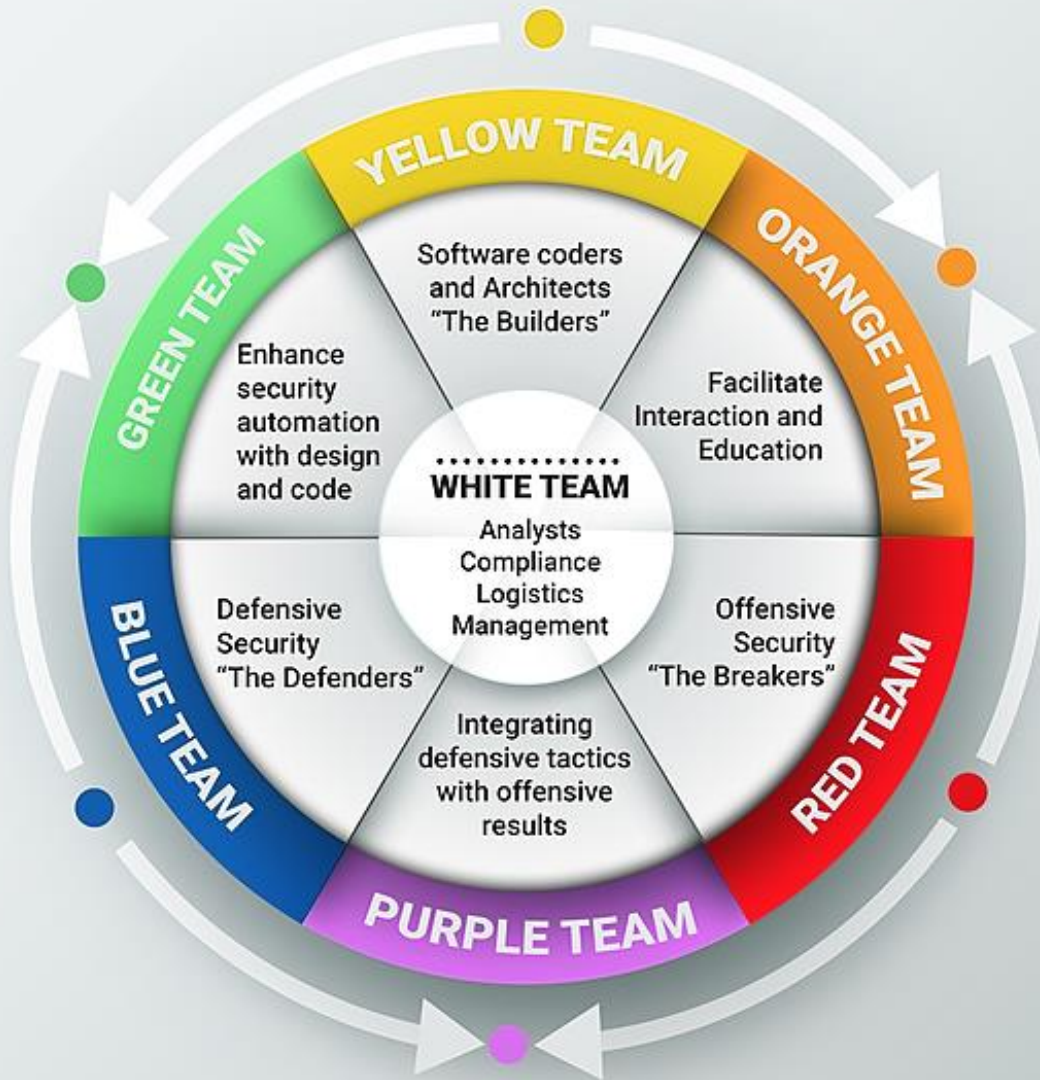 YELLOW TEAM
Software coders
and Architects
“The Builders”
ORANGE TEAM
Facilitate
Interaction and
Education
GREEN TEAM
Enhance
security
automation
with design
and code
WHITE TEAM
Analysts
Compliance
Logistics
Management
BLUE TEAM
Defensive
Security
“The Defenders”
RED TEAM
Offensive
Security
“The Breakers”
PURPLE TEAM
Integrating
defensive tactics
with offensive
results